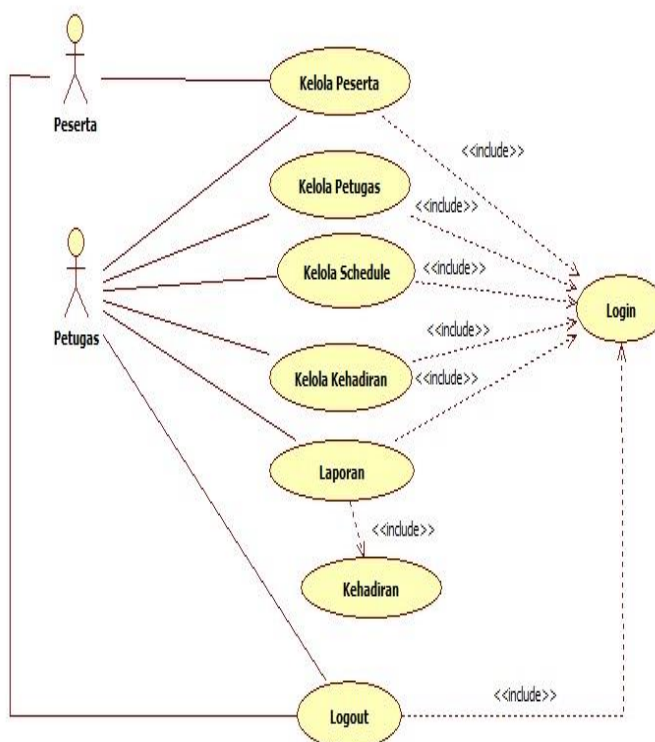 Peserta
Kelola Peserta
<<include>>
Kelola Petugas
<<include>>
Petugas
Kelola Schedule
<<include>>
Login
Kelola Kehadiran
<<include>>
<<include>>
Laporan
<<include>>
Kehadiran
Logout
<<include>>